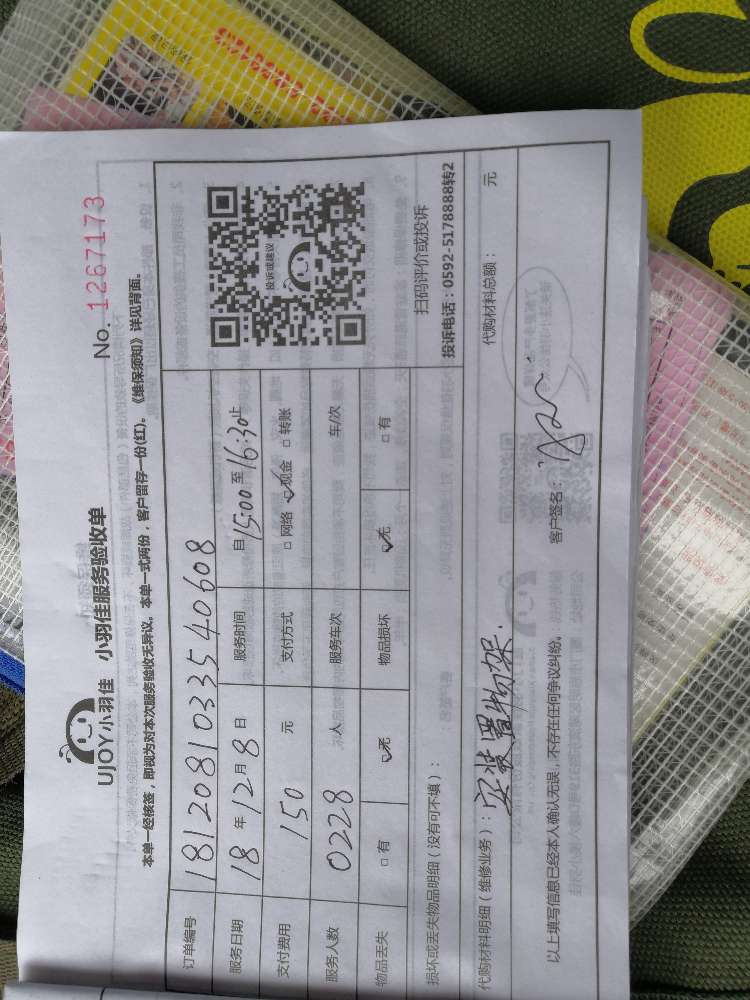 No. 1267173
UJOY小羽佳 小羽佳服务验收单
本单一经核签，即视为对本次服务验收无异议。本单一式两份，客户留存一份(红)。《维保须知》详见背面。
订单编号 181208103354 0608
服务日期 18 年 12 月 8 日 服务时间 自 15:00 至 16:30 止
支付费用 150 元 支付方式 □ 网络 ☑ 现金 □ 转账
服务人数 0228 人 服务车次 车/次
物品丢失 □ 有 ☑ 无 物品损坏 ☑ 无 □ 有
投诉或建议
扫码评价或投诉
投诉电话：0592-5178888转2
损坏或丢失物品明细（没有可不填）：
代购材料明细（维修业务）：安装置物架. 代购材料总额： 元
以上填写信息已经本人确认无误，不存在任何争议纠纷。 客户签名：